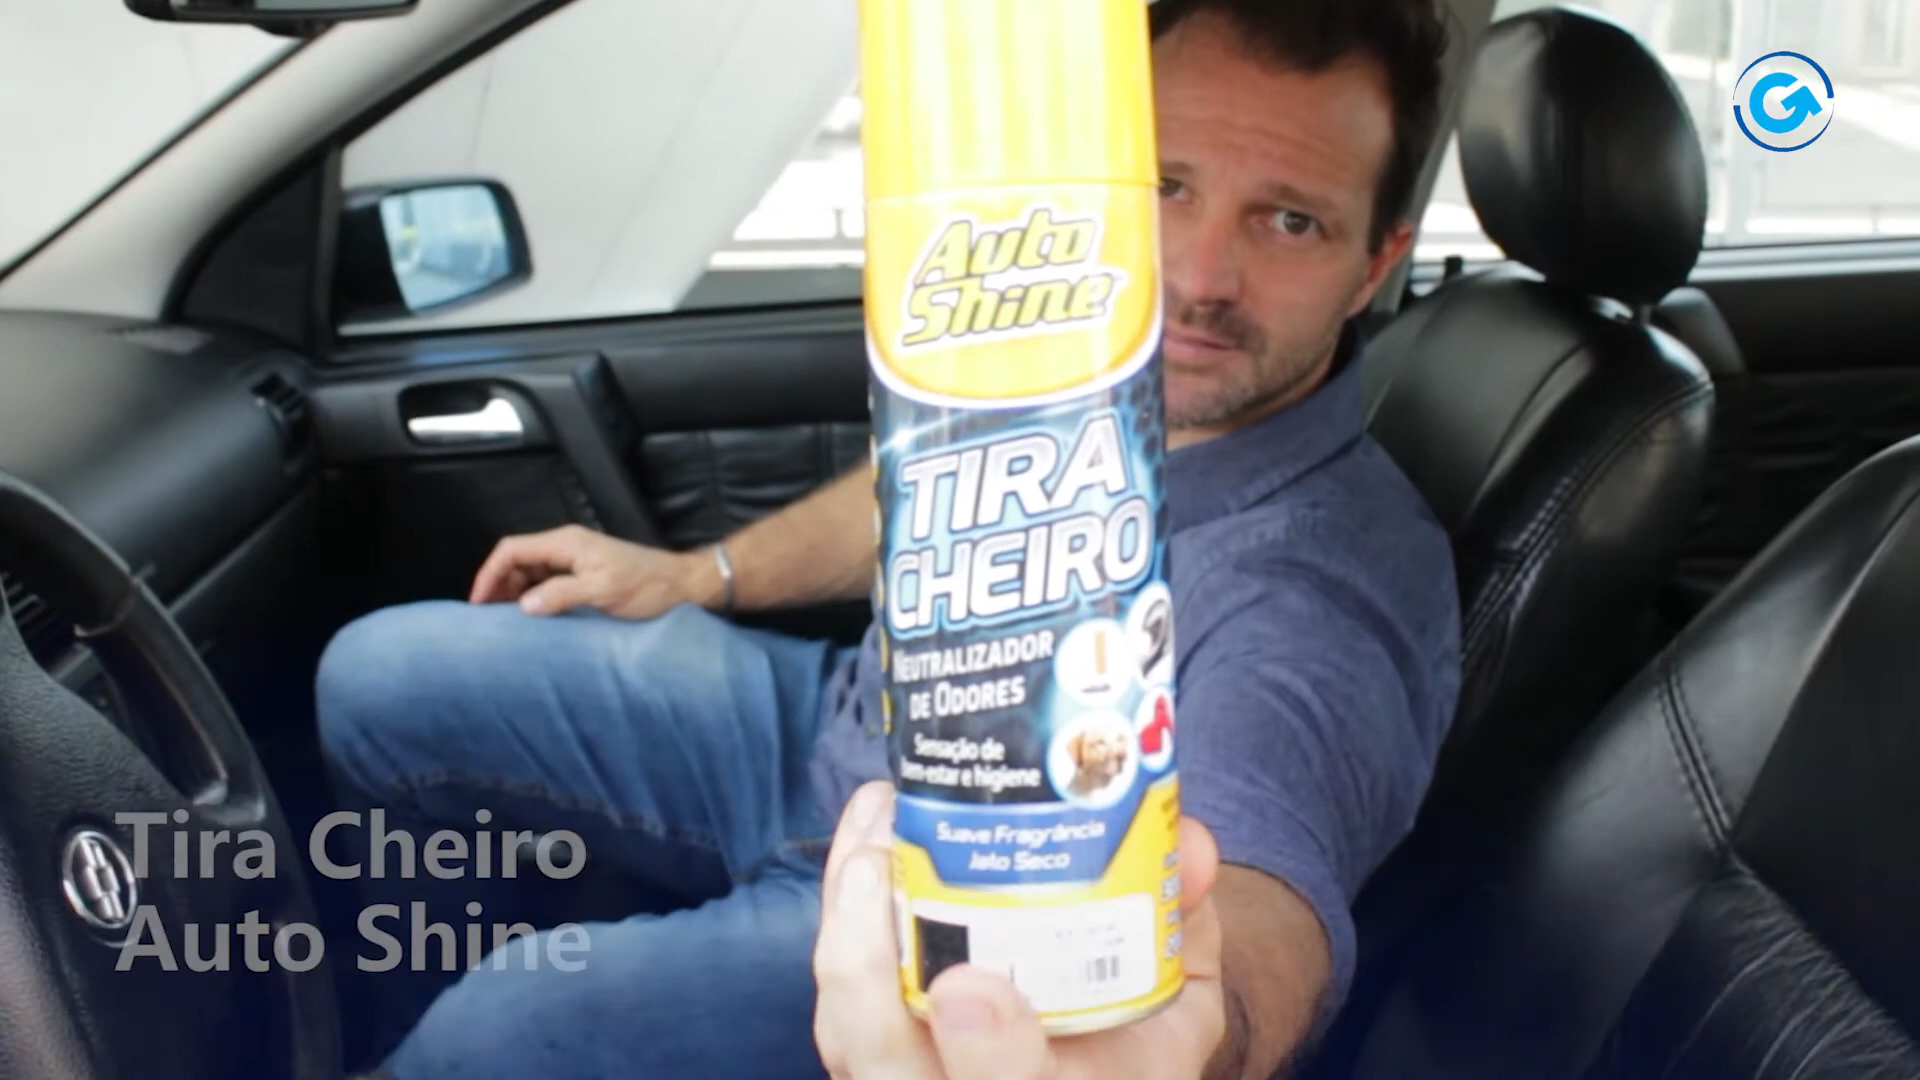 Auto
Shine
TIRA
CHEIRO
NEUTRALIZADOR
DE ODORES
Sensação de
bem-estar e higiene
Suave Fragrância
Jato Seco
Tira Cheiro
Auto Shine